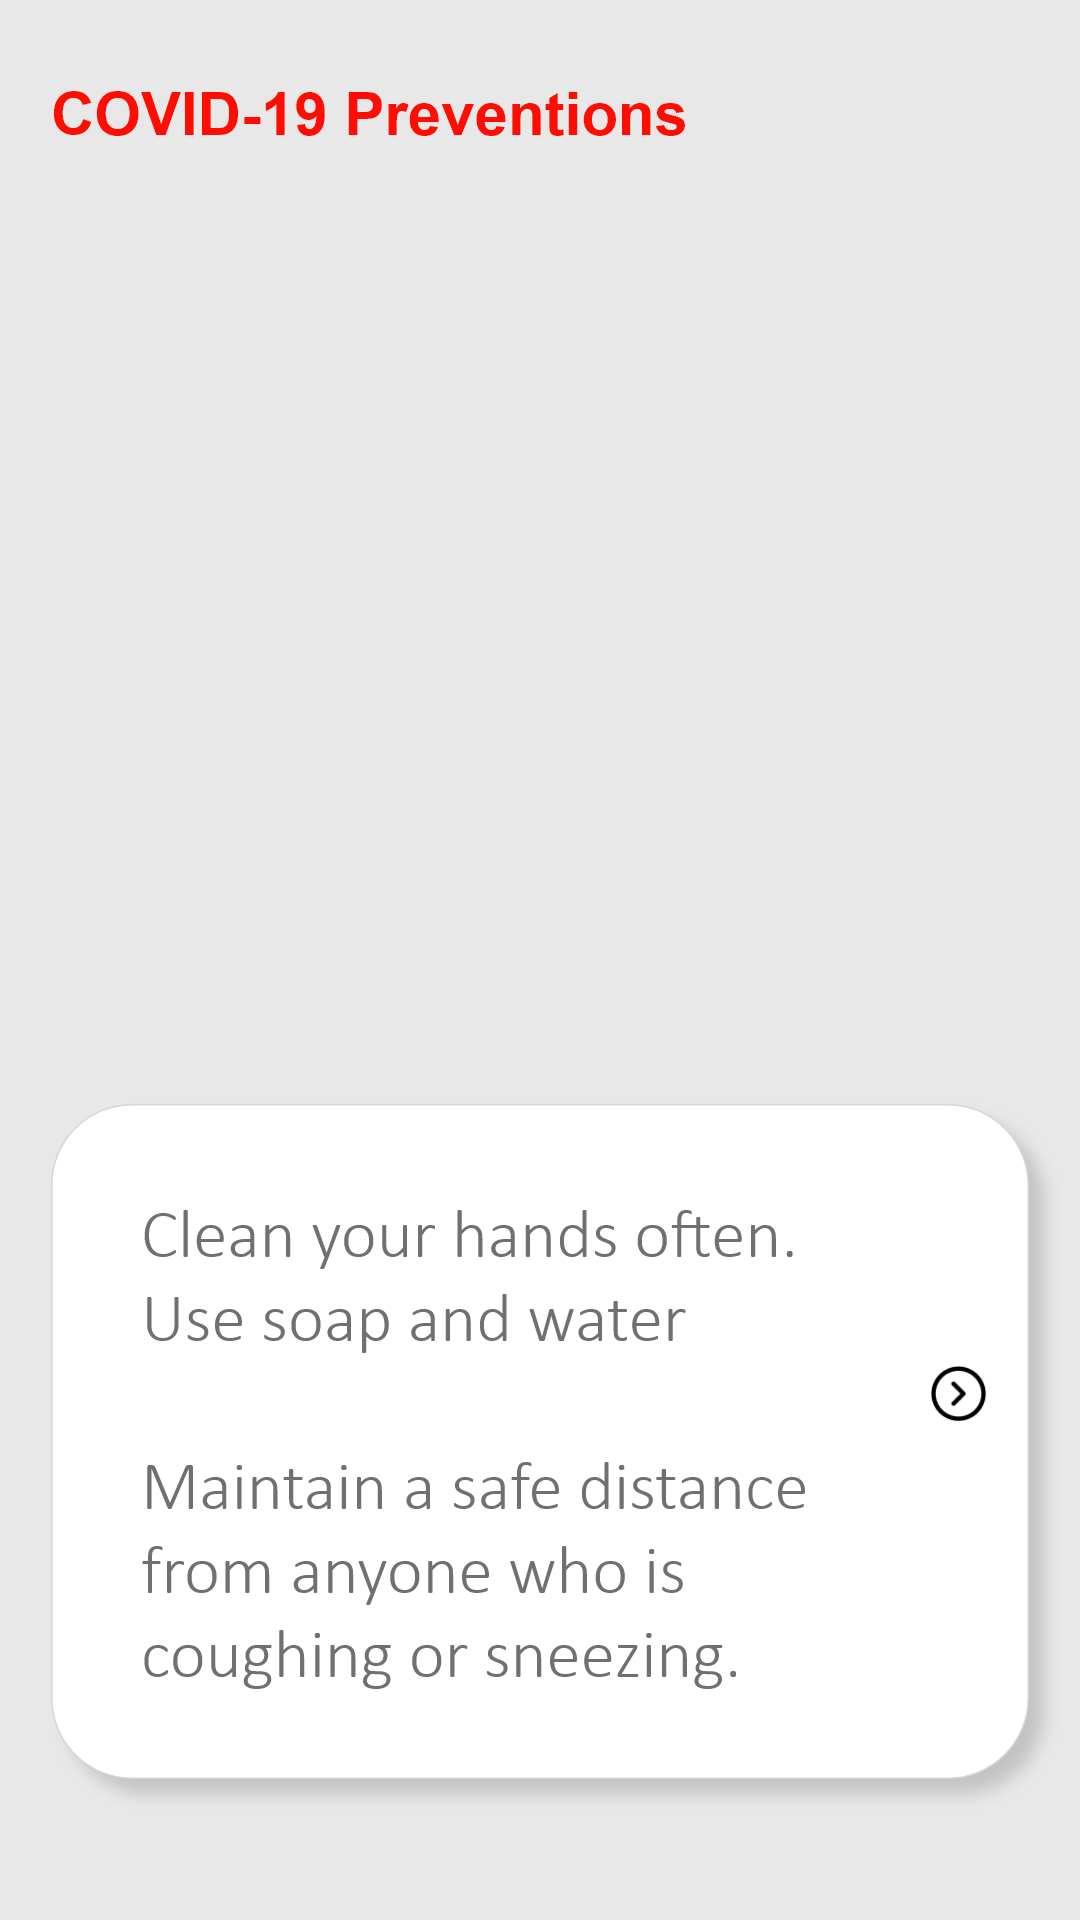 COVID-19 Preventions
Clean your hands often.
Use soap and water
Maintain a safe distance
from anyone who is
coughing or sneezing.